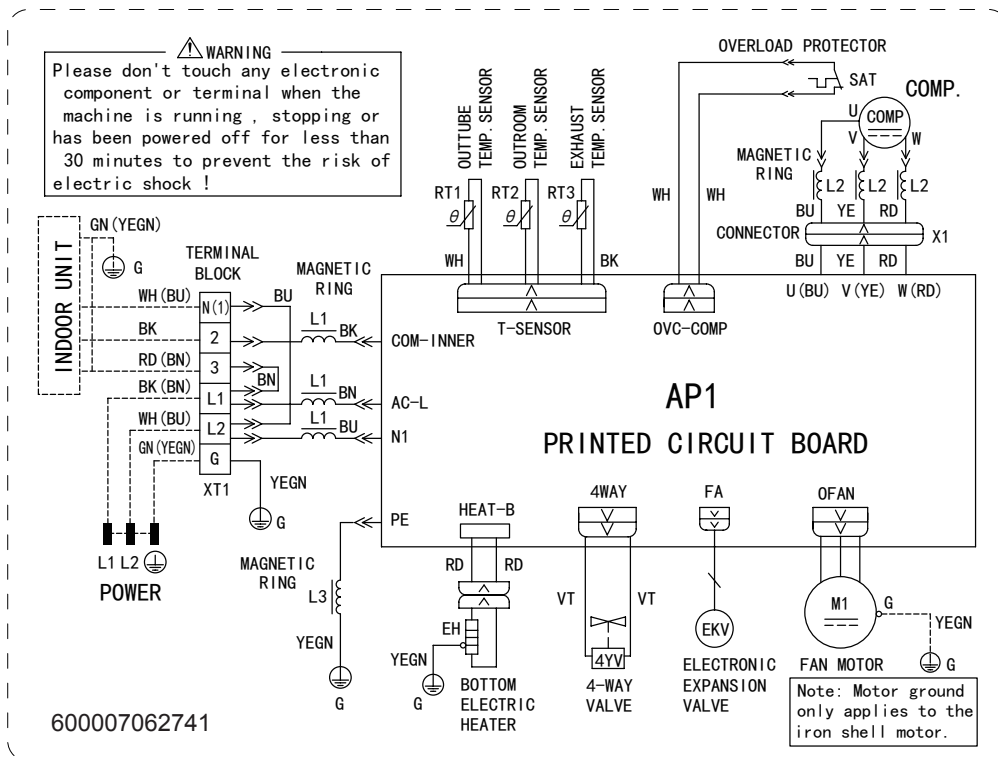 WARNING
Please don't touch any electronic
component or terminal when the
machine is running , stopping or
has been powered off for less than
30 minutes to prevent the risk of
electric shock !
OVERLOAD PROTECTOR
SAT
COMP.
U
COMP
V
W
MAGNETIC
RING
L2
L2
L2
BU
YE
RD
CONNECTOR
X1
BU
YE
RD
U(BU)
V(YE)
W(RD)
OUTTUBE
TEMP. SENSOR
OUTROOM
TEMP. SENSOR
EXHAUST
TEMP. SENSOR
RT1
θ
RT2
θ
RT3
θ
WH
BK
T-SENSOR
WH
WH
OVC-COMP
INDOOR UNIT
GN(YEGN)
G
TERMINAL
BLOCK
MAGNETIC
RING
WH(BU)
N(1)
BU
BK
2
L1
BK
COM-INNER
RD(BN)
3
BN
BK(BN)
L1
L1
BN
AC-L
WH(BU)
L2
L1
BU
N1
GN(YEGN)
G
XT1
YEGN
G
L1
L2
POWER
AP1
PRINTED CIRCUIT BOARD
PE
MAGNETIC
RING
L3
YEGN
G
HEAT-B
RD
RD
EH
YEGN
G
BOTTOM
ELECTRIC
HEATER
4WAY
VT
VT
4YV
4-WAY
VALVE
FA
EKV
ELECTRONIC
EXPANSION
VALVE
OFAN
M1
G
YEGN
G
FAN MOTOR
Note: Motor ground
only applies to the
iron shell motor.
600007062741